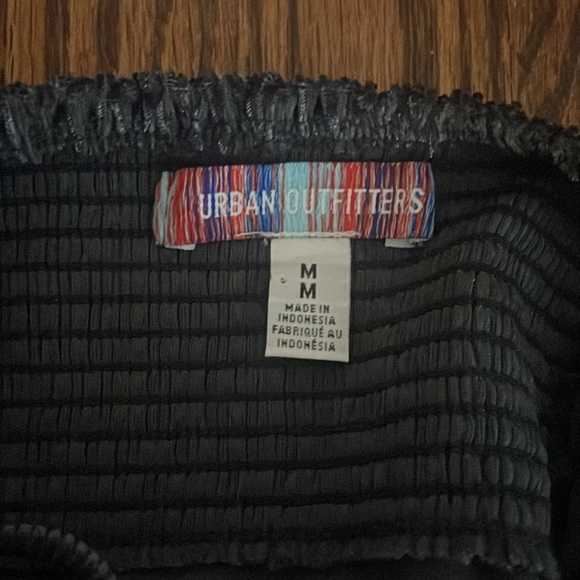 URBAN OUTFITTERS
M
M
MADE IN
INDONESIA
FABRIQUÉ AU
INDONÉSIA